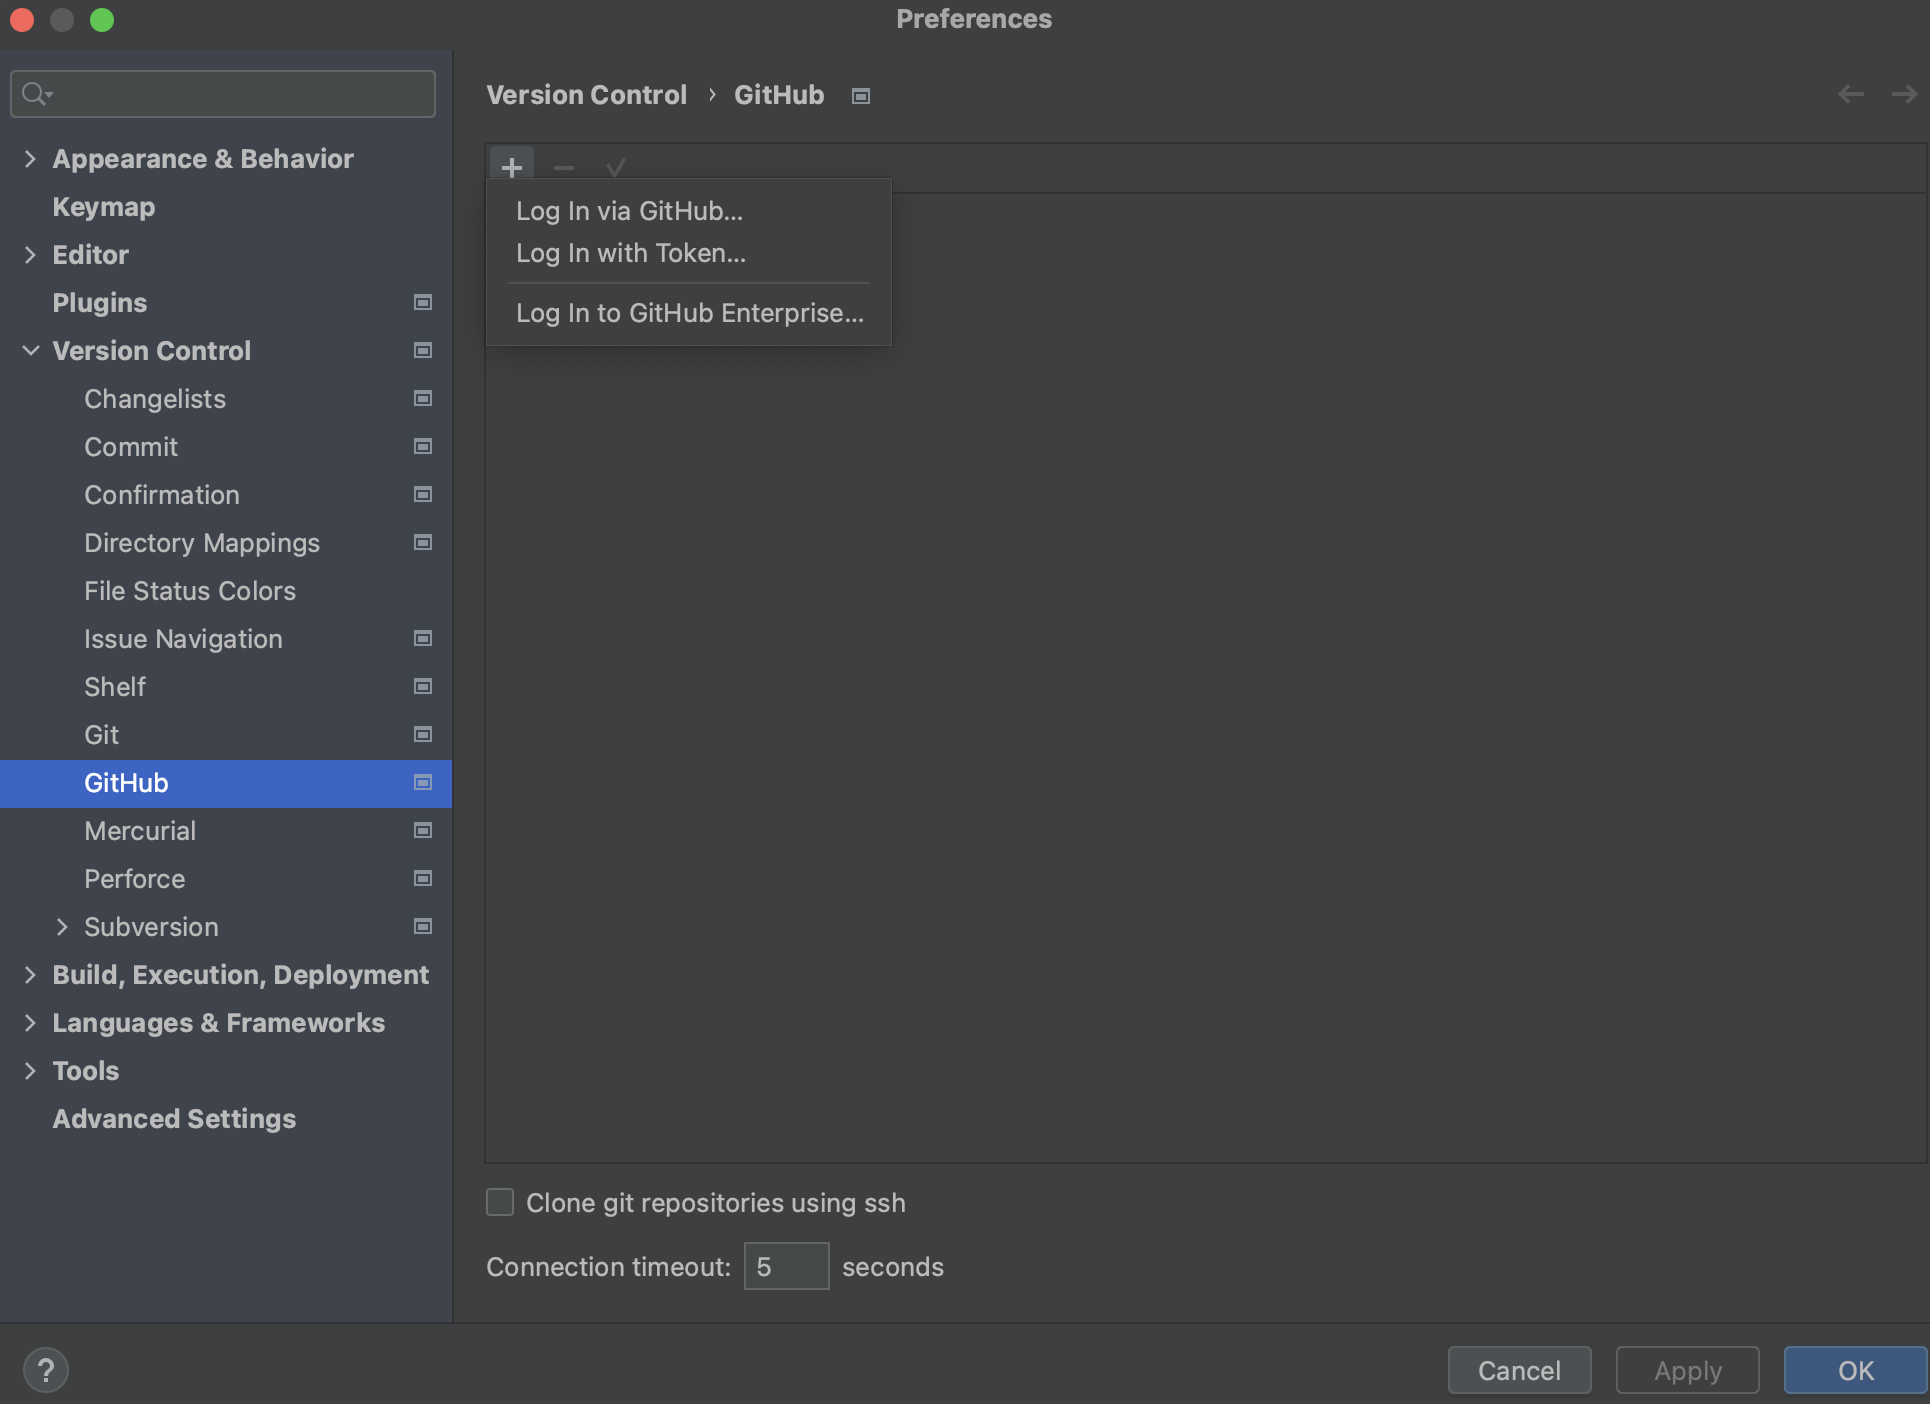 Preferences
Version Control › GitHub
Appearance & Behavior
Keymap
Editor
Plugins
Version Control
Changelists
Commit
Confirmation
Directory Mappings
File Status Colors
Issue Navigation
Shelf
Git
GitHub
Mercurial
Perforce
Subversion
Build, Execution, Deployment
Languages & Frameworks
Tools
Advanced Settings
Log In via GitHub...
Log In with Token...
Log In to GitHub Enterprise...
Clone git repositories using ssh
Connection timeout: 5 seconds
?
Cancel
Apply
OK